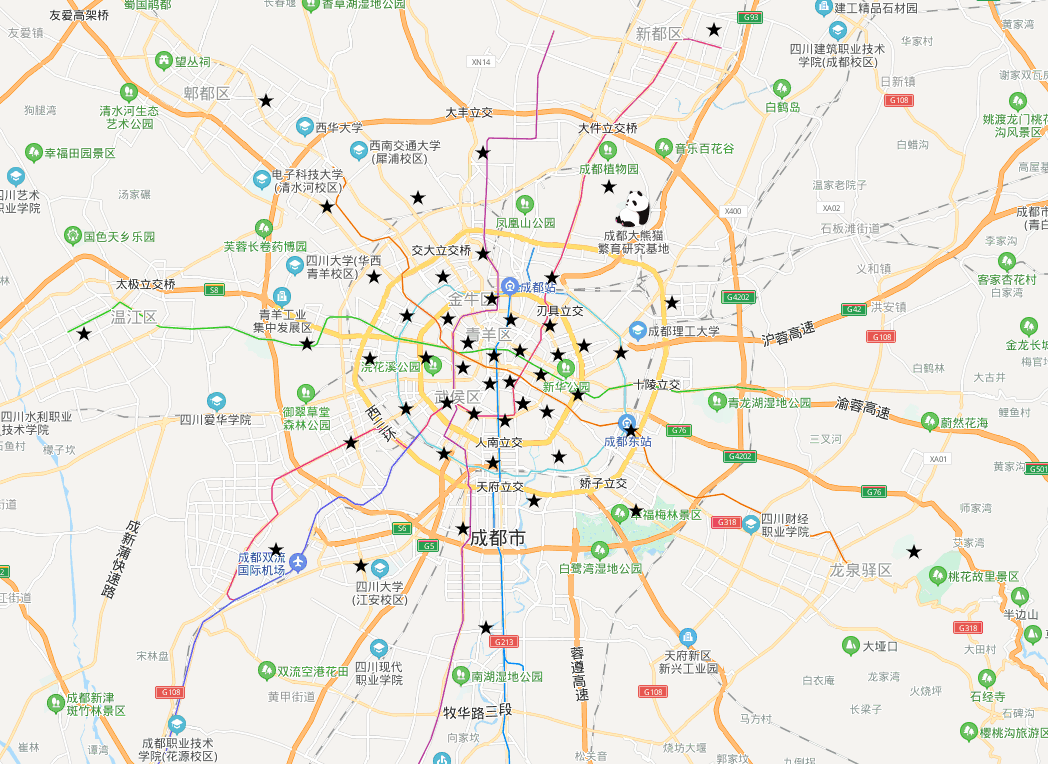 友爱高架桥
蜀国鹃都
长春堰
香草湖湿地公园
G93
建工精品石材园
黄家湾
友爱镇
新都区
四川建筑职业技术
学院(成都校区)
华家村
望丛祠
XN14
谢家双瓦房
郫都区
日新镇
清水河生态
艺术公园
狗腿湾
大丰立交
白鹤岛
G108
姚渡龙门桃花
沟风景区
西华大学
大件立交桥
西南交通大学
(犀浦校区)
音乐百花谷
白蜡沟
幸福田园景区
成都植物园
电子科技大学
(清水河校区)
高屋基
四川艺术
职业学院
汤家碾
温家老院子
X400
XA02
成都市
(青白
凤凰山公园
石板滩街道
国色天乡乐园
芙蓉长卷药博园
成都大熊猫
繁育研究基地
李家沟
交大立交桥
四川大学(华西
青羊校区)
义和镇
客家杏花村
白家湾
太极立交桥
S8
成都站
金牛区
G4202
G42
洪安镇
温江区
青羊工业
集中发展区
刃具立交
成都理工大学
沪蓉高速
G108
金龙长城
梅官
青羊区
浣花溪公园
白鹤林
大古井
新华公园
十陵立交
武侯区
四川水利职业
技术学院
四川爱华学院
御翠草堂
森林公园
西三环
青龙湖湿地公园
渝蓉高速
鲤鱼村
蔚然花海
石鱼村
樱子坎
人南立交
成都东站
G76
三叉河
G4202
XA01
黄家沟
G501
天府立交
娇子立交
G76
师家湾
成新蒲快速路
S6
G5
成都市
幸福梅林景区
G318
四川财经
职业学院
艾家湾
成都双流
国际机场
白鹭湾湿地公园
龙泉驿区
四川大学
(江安校区)
桃花故里景区
半边山
G318
宋林盘
G213
天府新区
新兴工业园
大垭口
大田村
四川现代
职业学院
蓉遵高速
双流空港花田
南湖湿地公园
黄甲街道
G108
G108
白衣庵
龙家湾
火烧坪
石经寺
成都新津
斑竹林景区
牧华路三段
马方村
长梁子
石碑沟
崔林
谭湾
成都职业技术
学院(花源校区)
向家坎
松天音
烧坊大堰
郭家坟
九倒拐
樱桃沟旅游区